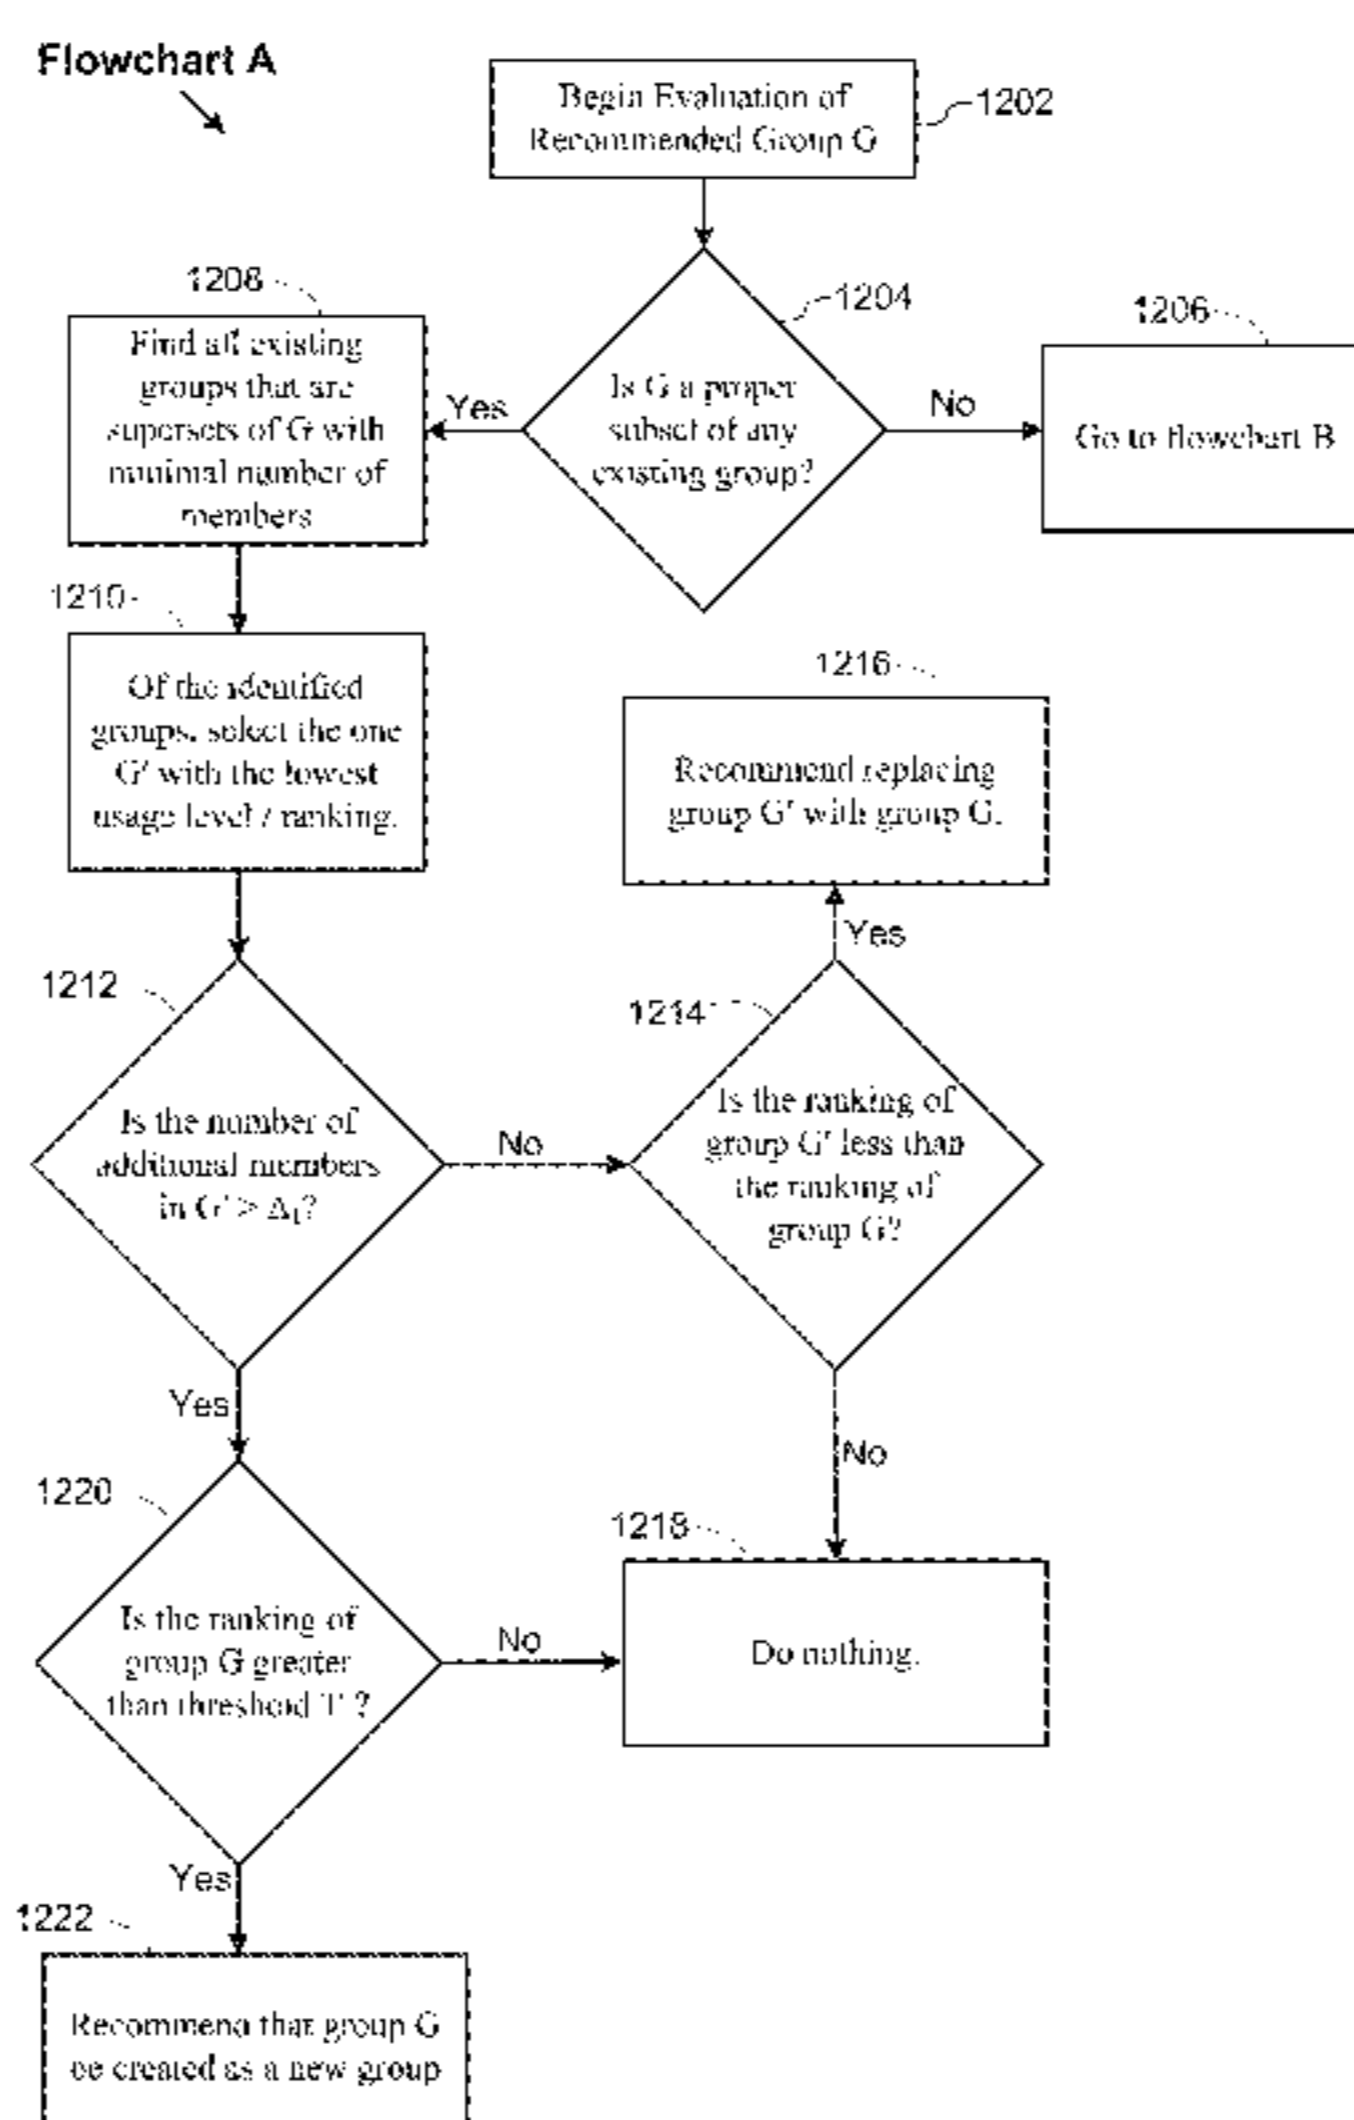 Flowchart A
Begin Evaluation of
Recommended Group G
1202
1204
Is G a proper
subset of any
existing group?
Yes
No
1206
Go to flowchart B
1208
Find all existing
groups that are
supersets of G with
minimal number of
members
1210
Of the identified
groups, select the one
G' with the lowest
usage level / ranking.
1212
Is the number of
additional members
in G' > Δ₁?
No
Yes
1214
Is the ranking of
group G' less than
the ranking of
group G?
Yes
No
1216
Recommend replacing
group G' with group G.
1218
Do nothing.
1220
Is the ranking of
group G greater
than threshold T ?
No
Yes
1222
Recommend that group G
be created as a new group